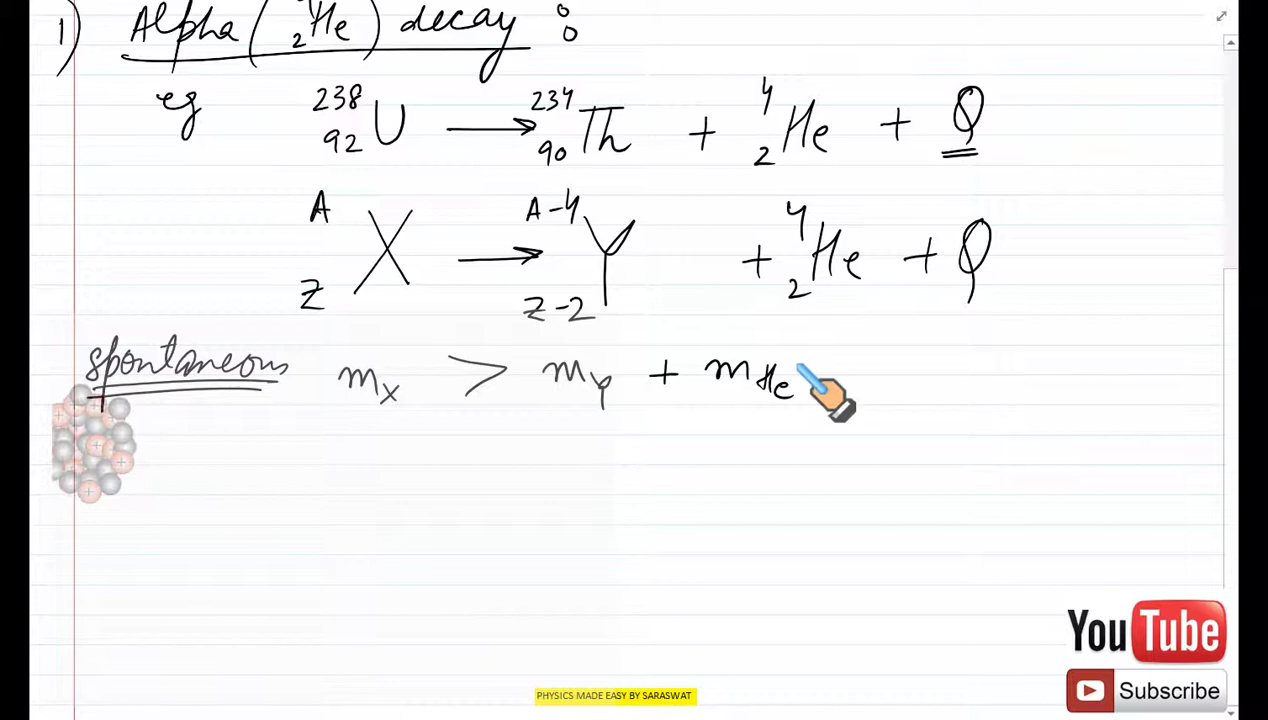 1) Alpha (⁴₂He) decay :
eg ²³⁸₉₂U → ²³⁴₉₀Th + ⁴₂He + Q
ᴬ_Z X → ᴬ⁻⁴_Z-2 Y + ⁴₂He + Q
spontaneous m_X > m_Y + m_He
You Tube
Subscribe
PHYSICS MADE EASY BY SARASWAT